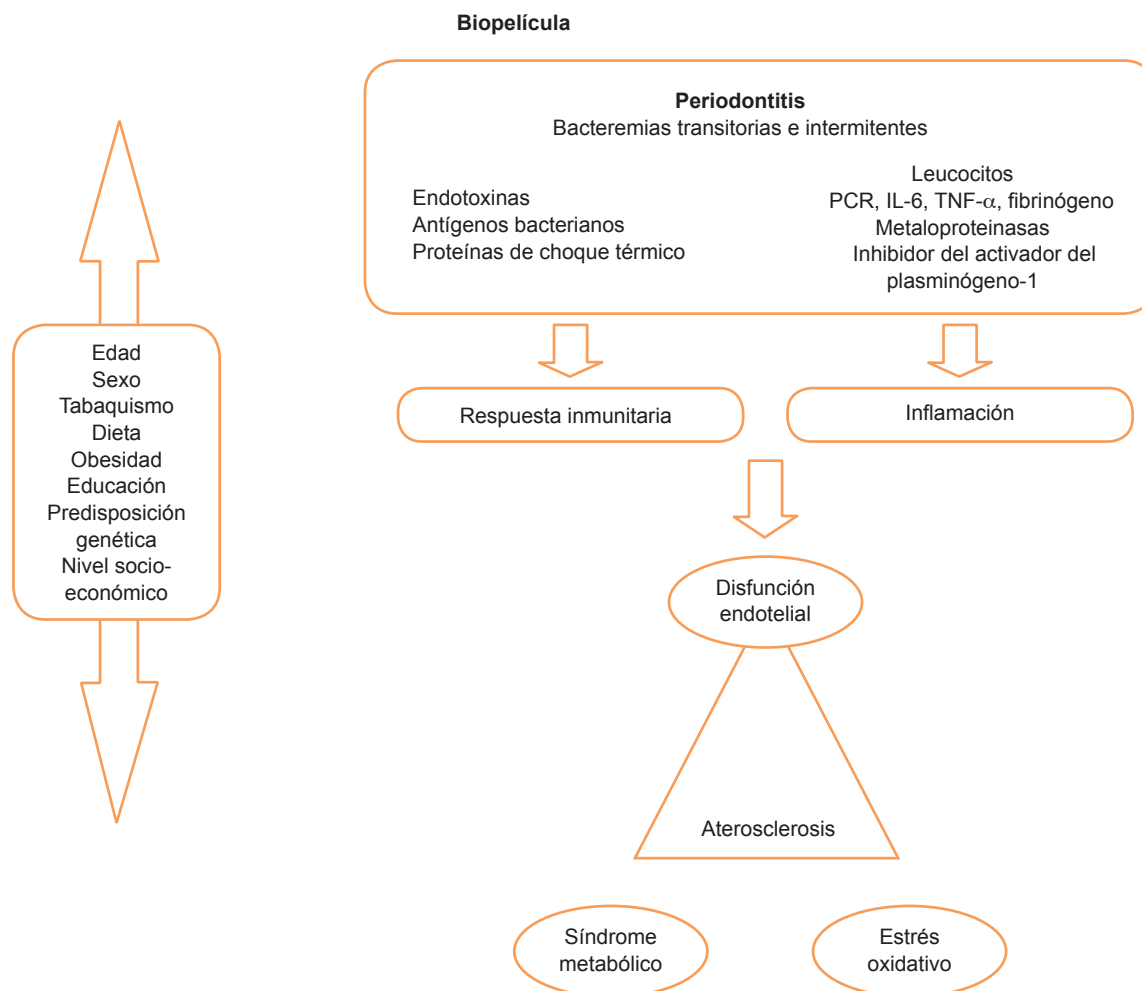 Biopelícula
Periodontitis
Bacteremias transitorias e intermitentes
Endotoxinas
Antígenos bacterianos
Proteínas de choque térmico
Leucocitos
PCR, IL-6, TNF-α, fibrinógeno
Metaloproteinasas
Inhibidor del activador del
plasminógeno-1
Edad
Sexo
Tabaquismo
Dieta
Obesidad
Educación
Predisposición
genética
Nivel socio-
económico
Respuesta inmunitaria
Inflamación
Disfunción
endotelial
Aterosclerosis
Síndrome
metabólico
Estrés
oxidativo